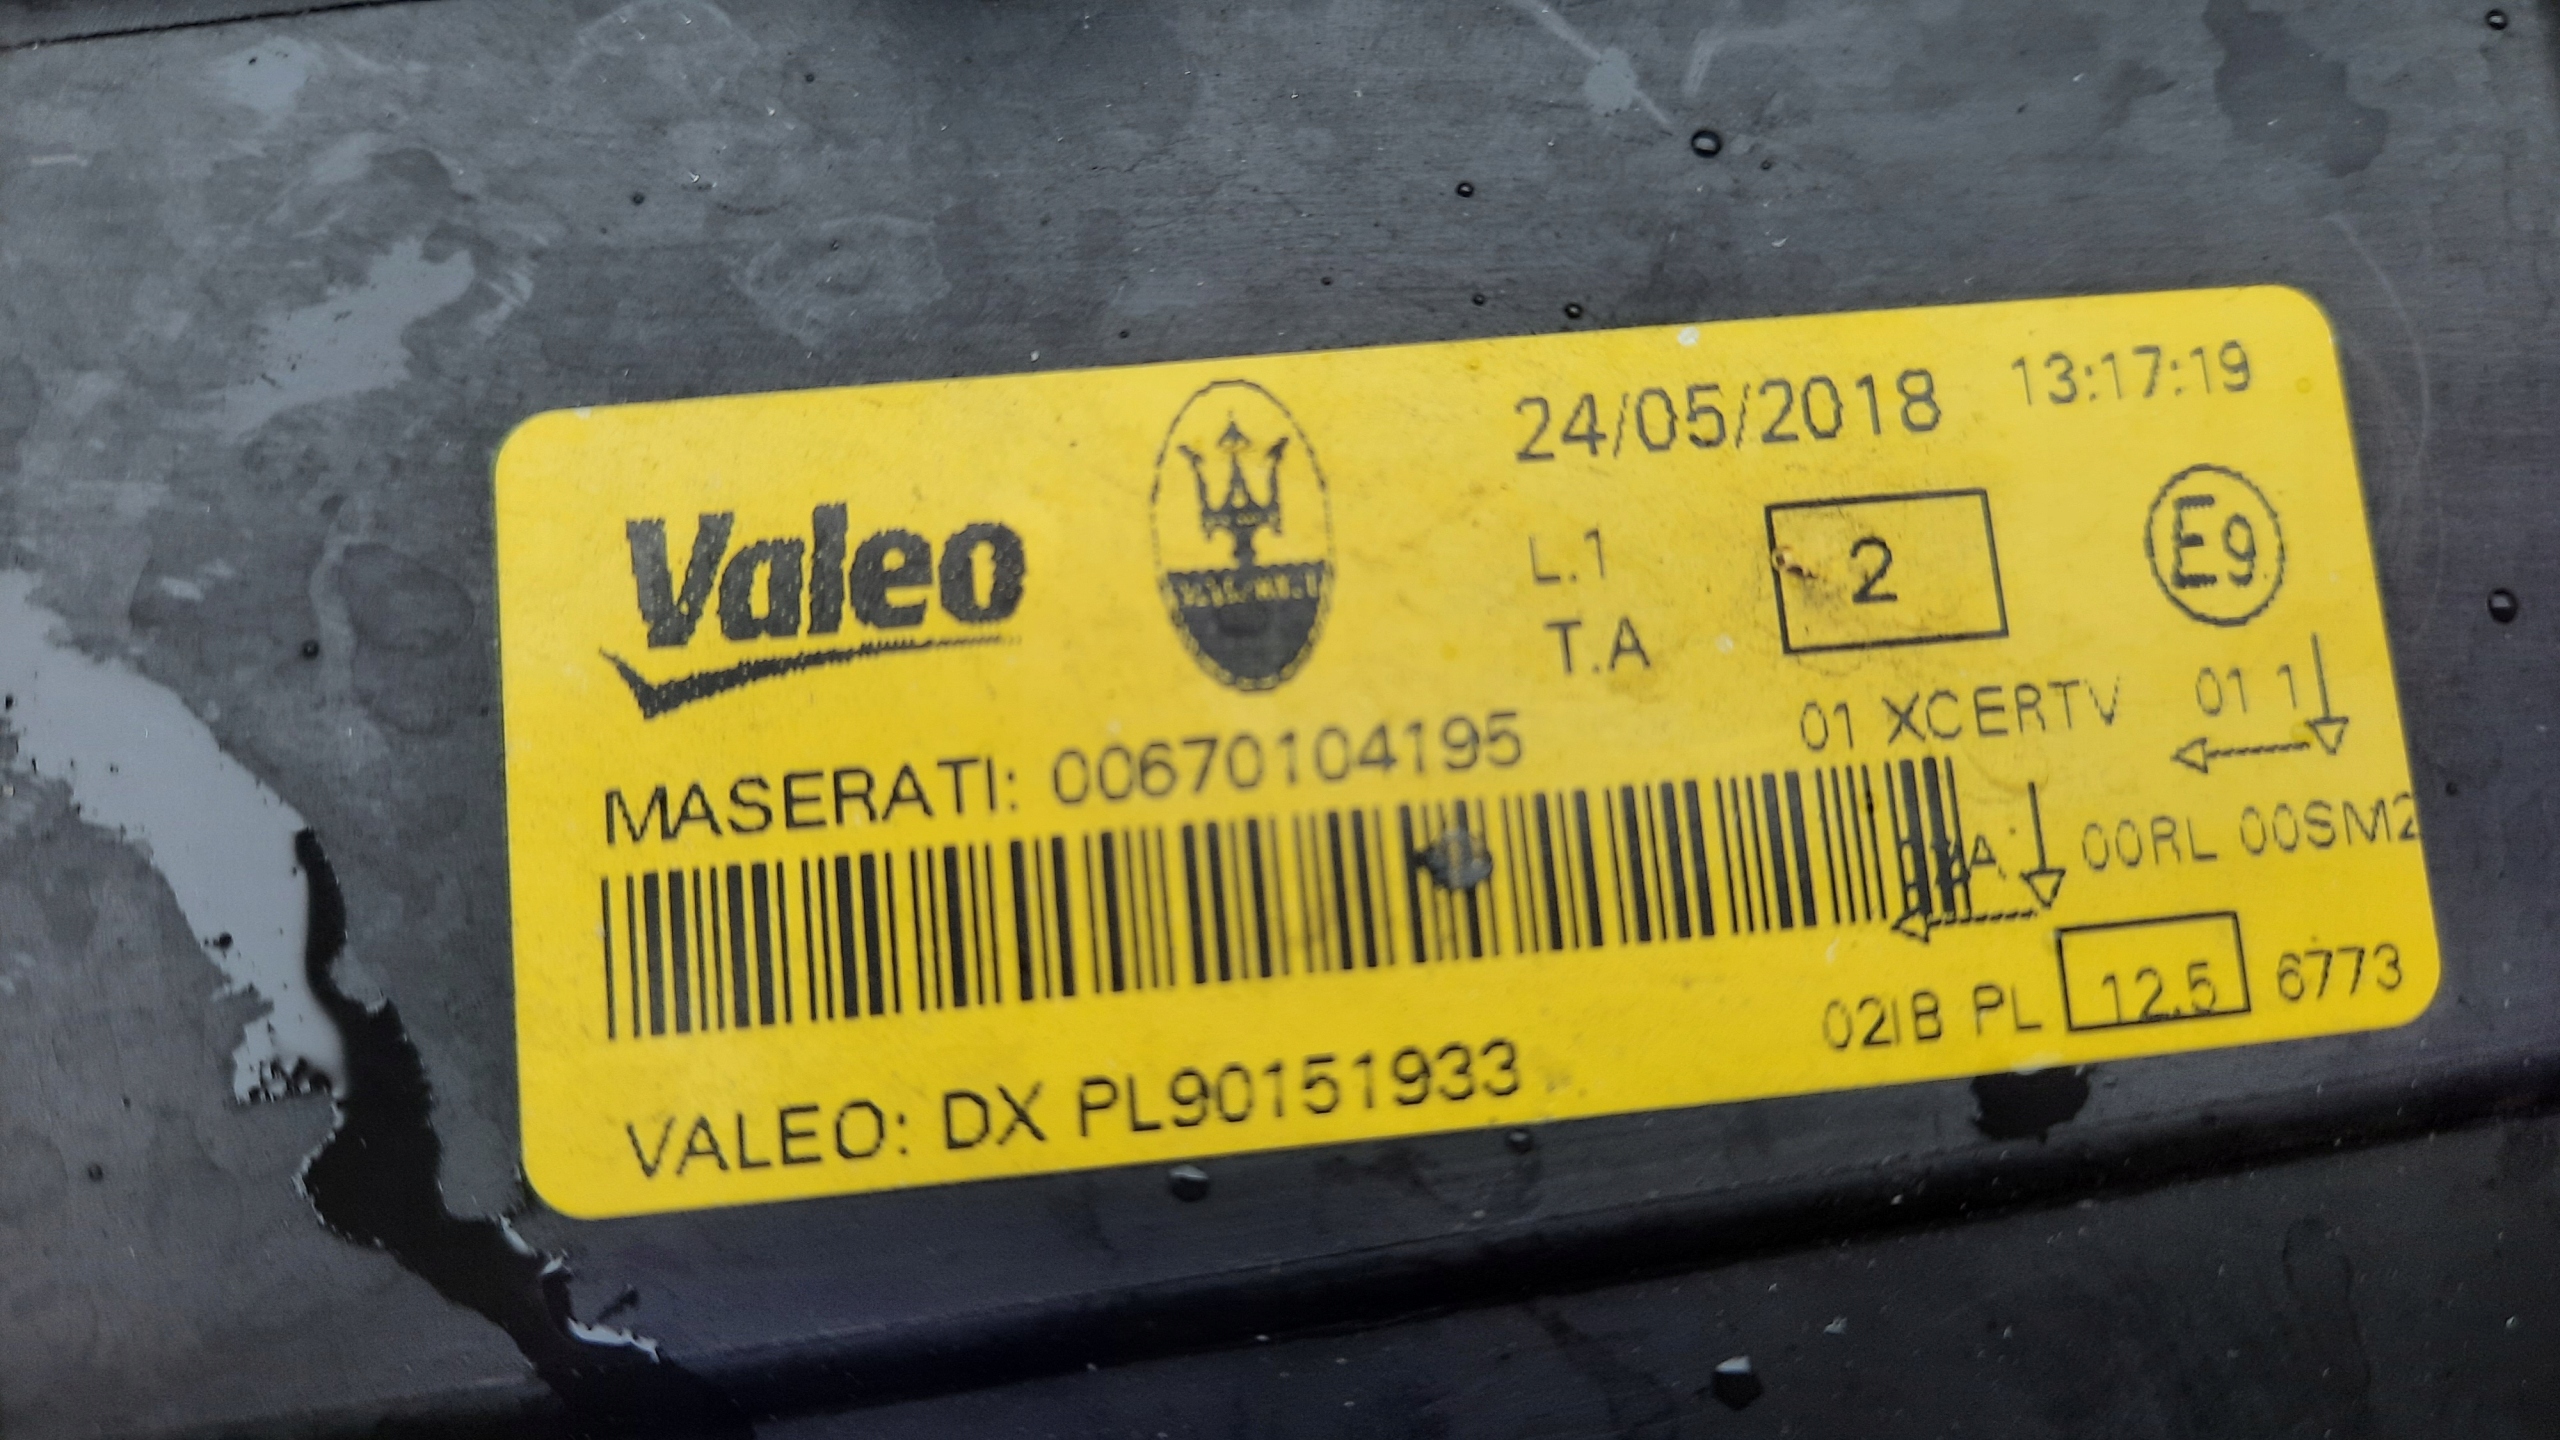 24/05/2018 13:17:19
Valeo
L.1
2
E9
T.A
01 XCERTV 01 1
MASERATI: 00670104195
00RL 00SM2
02IB PL 12.5 6773
VALEO: DX PL90151933